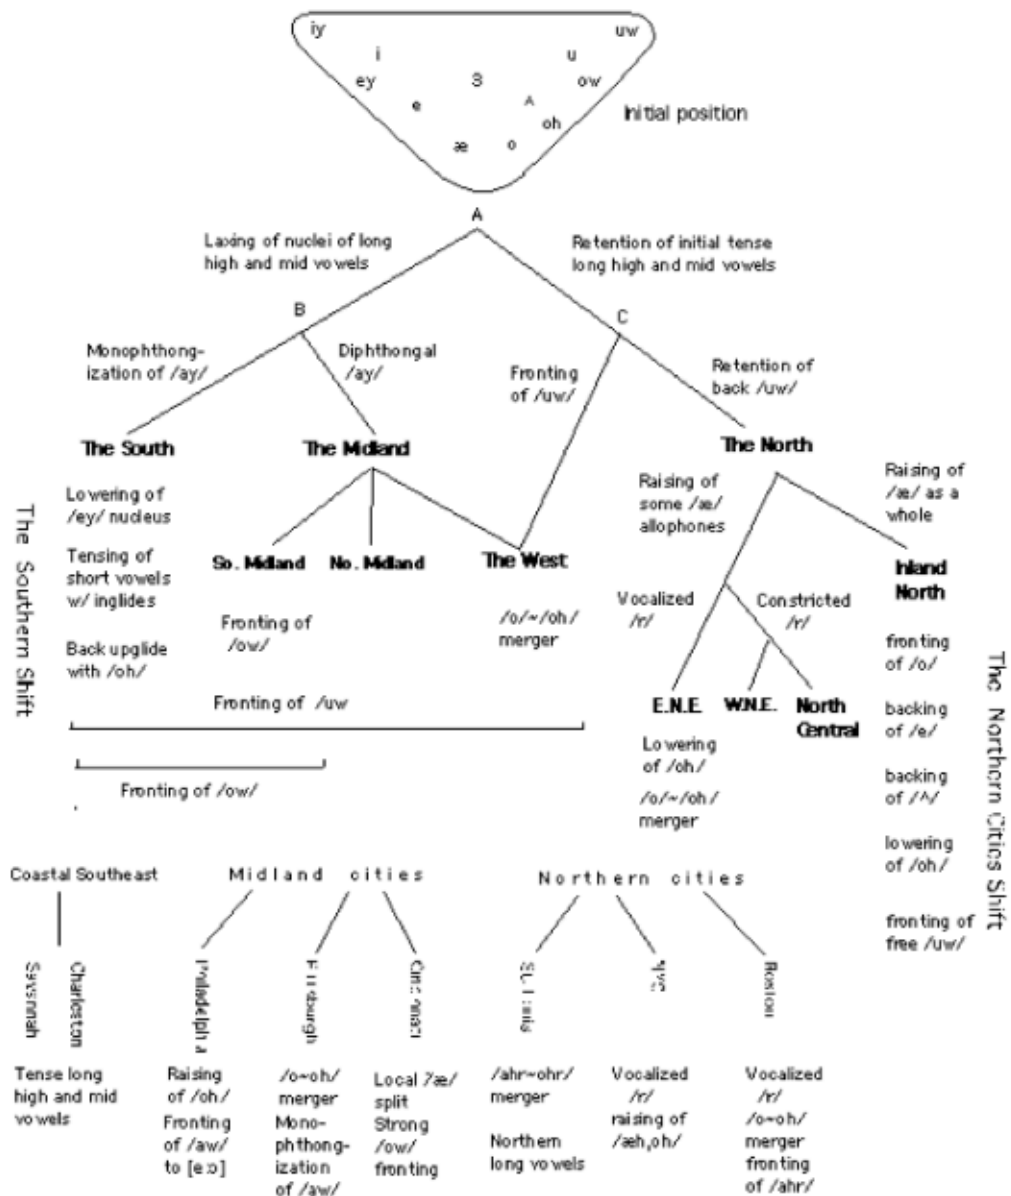 iy
uw
i
u
ey
3
ow
e
ʌ
oh
æ
o
Initial position
A
Laxing of nuclei of long
high and mid vowels
Retention of initial tense
long high and mid vowels
B
C
Monophthong-
ization of /ay/
Diphthongal
/ay/
Fronting
of /uw/
Retention of
back /uw/
The South
The Midland
The North
Lowering of
/ey/ nucleus
Tensing of
short vowels
w/ inglides
Back upglide
with /oh/
The Southern Shift
So. Midland
No. Midland
The West
Fronting of
/ow/
/o/~/oh/
merger
Raising of
some /æ/
allophones
Raising of
/æ/ as a
whole
Vocalized
/r/
Constricted
/r/
Inland
North
E.N.E.
W.N.E.
North
Central
Lowering
of /oh/
/o/~/oh/
merger
fronting
of /o/
backing
of /e/
backing
of /^/
lowering
of /oh/
fronting of
free /uw/
The Northern Cities Shift
Fronting of /uw
Fronting of /ow/
Coastal Southeast
Midland cities
Northern cities
Savannah
Charleston
Philadelphia
Pittsburgh
Cincinnati
St. Louis
NYC
Boston
Tense long
high and mid
vowels
Raising
of /oh/
Fronting
of /aw/
to [e:ɔ]
/o~oh/
merger
Mono-
phthong-
ization
of /aw/
Local /æ/
split
Strong
/ow/
fronting
/ahr~ohr/
merger
Northern
long vowels
Vocalized
/r/
raising of
/æh,oh/
Vocalized
/r/
/o~oh/
merger
fronting
of /ahr/